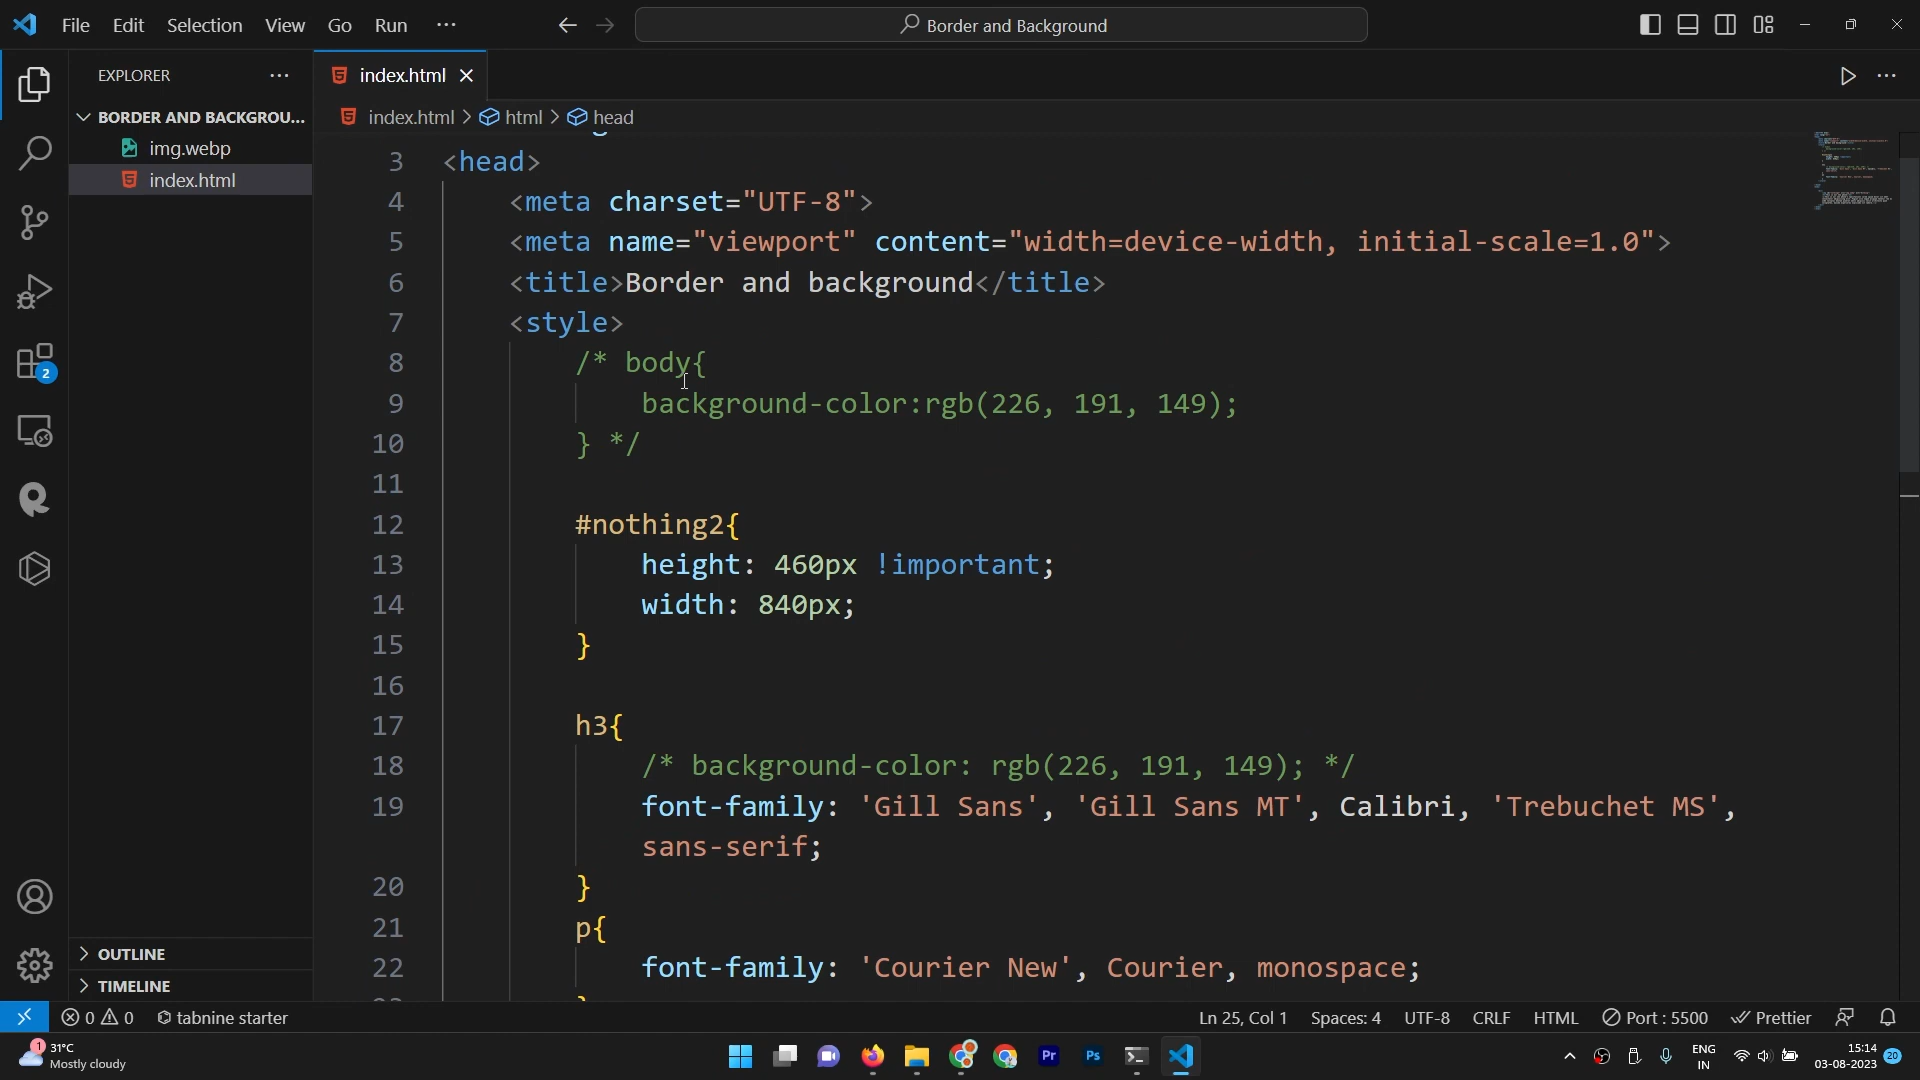 File Edit Selection View Go Run ···
Border and Background
EXPLORER ···
index.html
BORDER AND BACKGROU...
img.webp
index.html
index.html > html > head
3 <head>
4 <meta charset="UTF-8">
5 <meta name="viewport" content="width=device-width, initial-scale=1.0">
6 <title>Border and background</title>
7 <style>
8 /* body{
9 background-color:rgb(226, 191, 149);
10 } */
11
12 #nothing2{
13 height: 460px !important;
14 width: 840px;
15 }
16
17 h3{
18 /* background-color: rgb(226, 191, 149); */
19 font-family: 'Gill Sans', 'Gill Sans MT', Calibri, 'Trebuchet MS',
sans-serif;
20 }
21 p{
22 font-family: 'Courier New', Courier, monospace;
2
OUTLINE
TIMELINE
0 0 tabnine starter Ln 25, Col 1 Spaces: 4 UTF-8 CRLF HTML Port : 5500 Prettier
1
31°C
Mostly cloudy
Pr
Ps
ENG
IN
15:14
03-08-2023
20